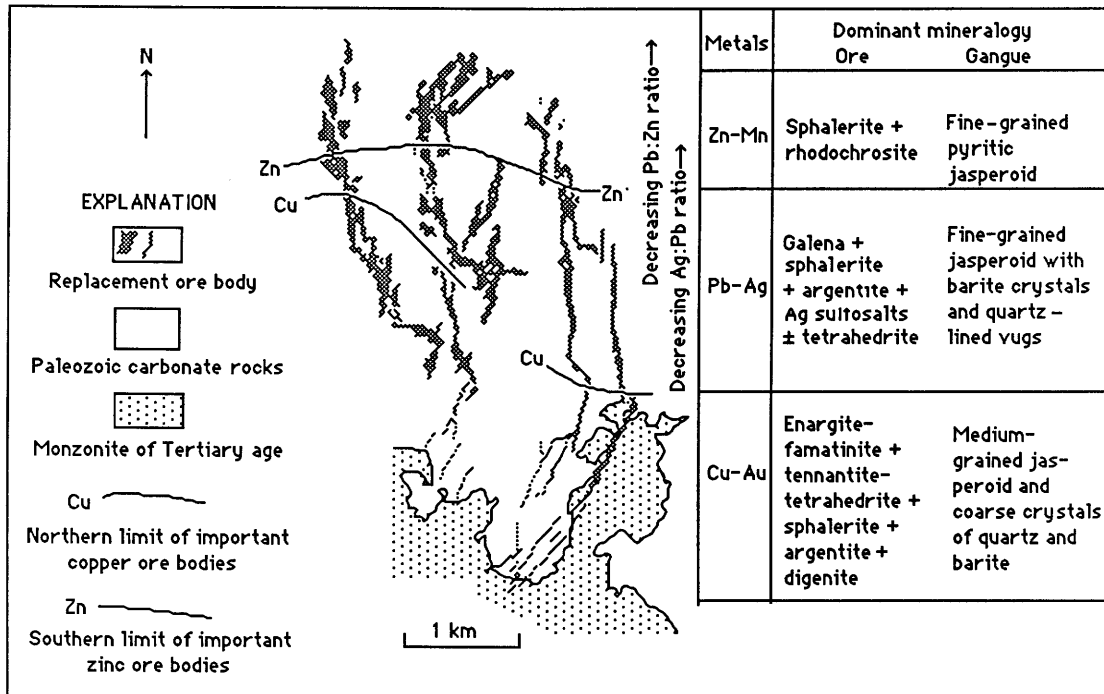 N
EXPLANATION
Replacement ore body
Paleozoic carbonate rocks
Monzonite of Tertiary age
Cu
Northern limit of important
copper ore bodies
Zn
Southern limit of important
zinc ore bodies
Zn
Cu
Zn
Cu
1 km
Decreasing Pb:Zn ratio
Decreasing Ag:Pb ratio
Metals
Dominant mineralogy
Ore Gangue
Zn-Mn
Sphalerite +
rhodochrosite
Fine-grained
pyritic
jasperoid
Pb-Ag
Galena +
sphalerite
+ argentite +
Ag sultosalts
± tetrahedrite
Fine-grained
jasperoid with
barite crystals
and quartz-
lined vugs
Cu-Au
Enargite-
famatinite +
tennantite-
tetrahedrite +
sphalerite +
argentite +
digenite
Medium-
grained jas-
peroid and
coarse crystals
of quartz and
barite